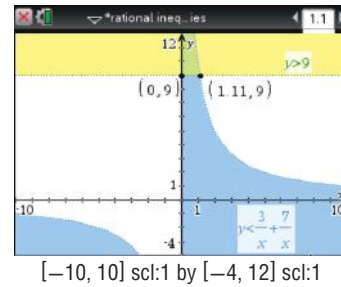 *rational ineq...ies
1.1
12 y
y>9
(0,9) (1.11,9)
1
-10 1 10
y<3/x+7/x
-4
[−10, 10] scl:1 by [−4, 12] scl:1